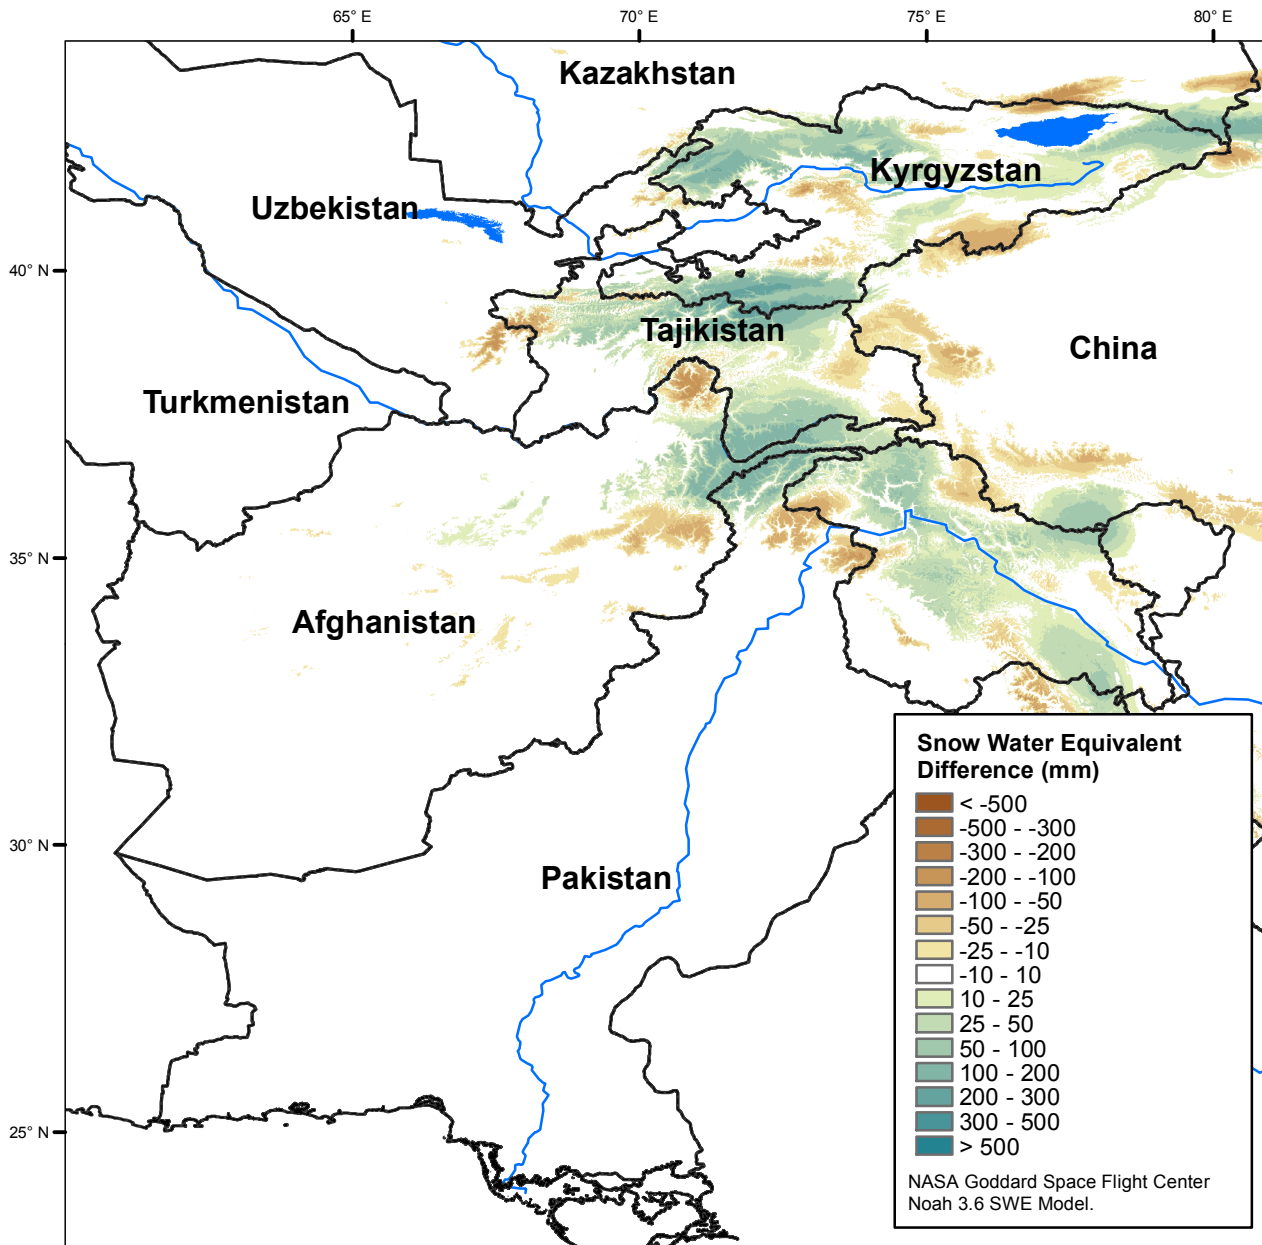 65° E
70° E
75° E
80° E
Kazakhstan
Kyrgyzstan
Uzbekistan
40° N
Tajikistan
China
Turkmenistan
35° N
Afghanistan
30° N
Pakistan
25° N
Snow Water Equivalent
Difference (mm)
< -500
-500 - -300
-300 - -200
-200 - -100
-100 - -50
-50 - -25
-25 - -10
-10 - 10
10 - 25
25 - 50
50 - 100
100 - 200
200 - 300
300 - 500
> 500
NASA Goddard Space Flight Center
Noah 3.6 SWE Model.